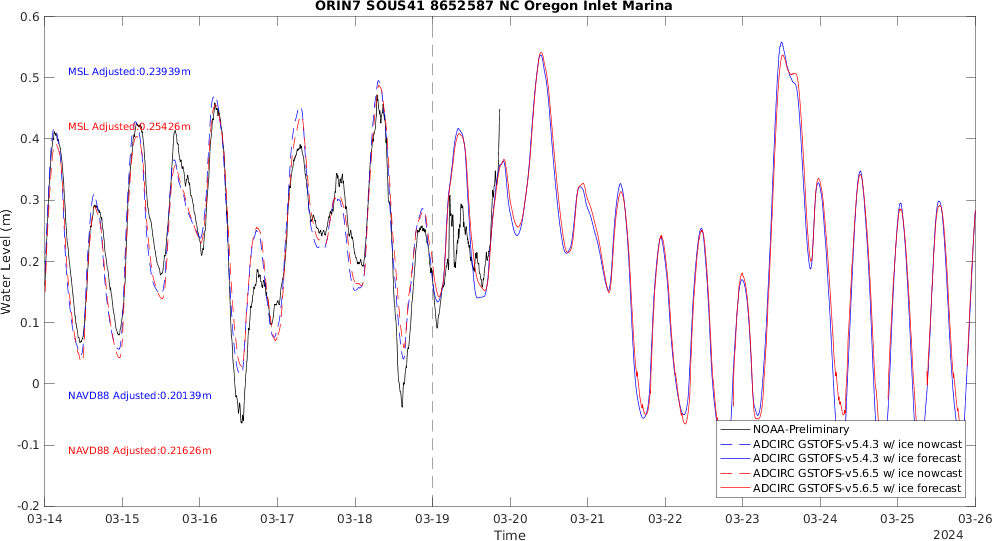 ORIN7 SOUS41 8652587 NC Oregon Inlet Marina
0.6
0.5
0.4
0.3
0.2
0.1
0
-0.1
-0.2
Water Level (m)
MSL Adjusted:0.23939m
MSL Adjusted:0.25426m
NAVD88 Adjusted:0.20139m
NAVD88 Adjusted:0.21626m
NOAA-Preliminary
ADCIRC GSTOFS-v5.4.3 w/ ice nowcast
ADCIRC GSTOFS-v5.4.3 w/ ice forecast
ADCIRC GSTOFS-v5.6.5 w/ ice nowcast
ADCIRC GSTOFS-v5.6.5 w/ ice forecast
03-14 03-15 03-16 03-17 03-18 03-19 03-20 03-21 03-22 03-23 03-24 03-25 03-26
Time
2024